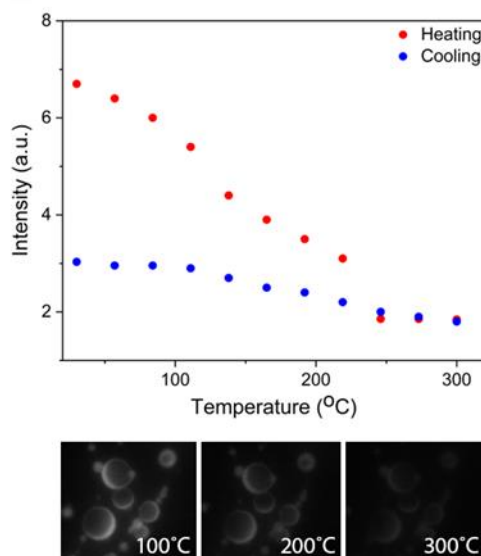 8
Heating
Cooling
6
4
2
Intensity (a.u.)
100
200
300
Temperature (°C)
100°C
200°C
300°C